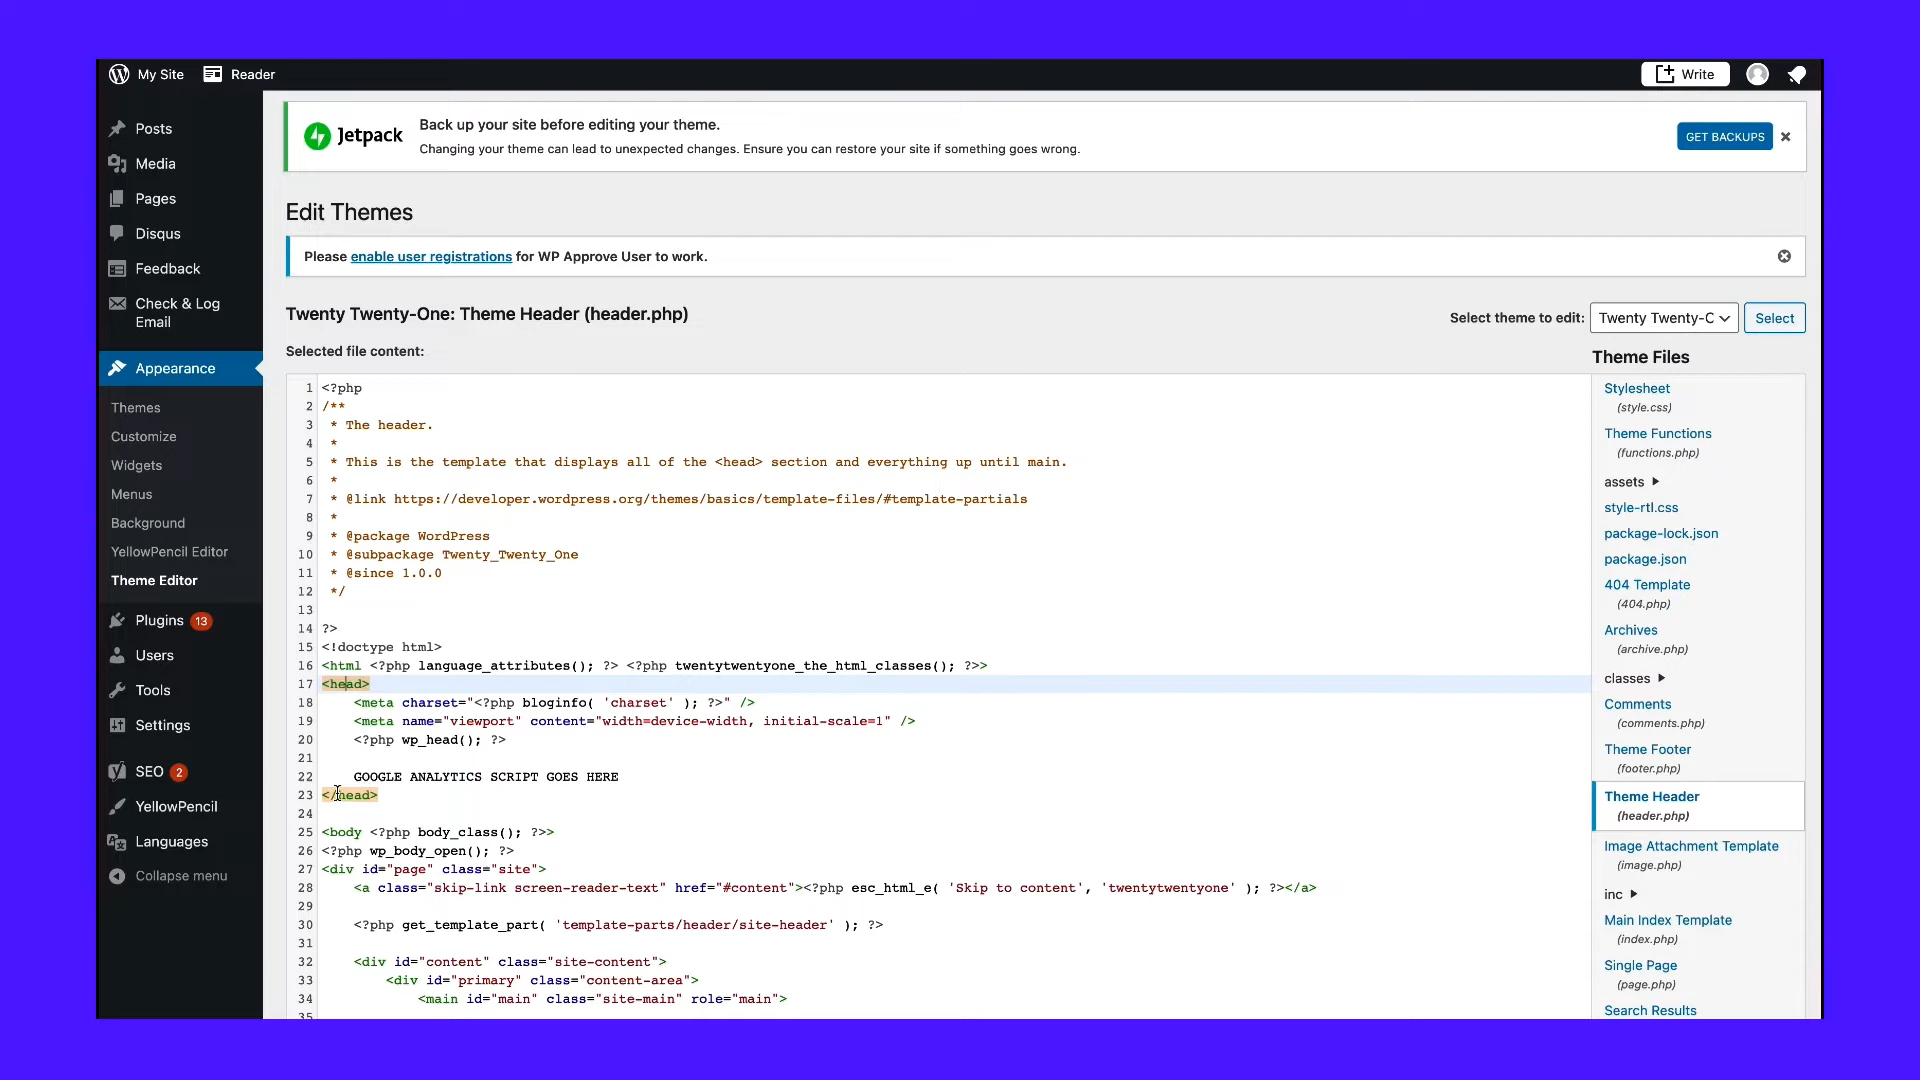 My Site
Reader
Write
Posts
Media
Pages
Disqus
Feedback
Check & Log
Email
Appearance
Themes
Customize
Widgets
Menus
Background
YellowPencil Editor
Theme Editor
Plugins 13
Users
Tools
Settings
SEO 2
YellowPencil
Languages
Collapse menu
Jetpack
Back up your site before editing your theme.
Changing your theme can lead to unexpected changes. Ensure you can restore your site if something goes wrong.
GET BACKUPS
Edit Themes
Please enable user registrations for WP Approve User to work.
Twenty Twenty-One: Theme Header (header.php)
Select theme to edit: Twenty Twenty-C Select
Selected file content:
1 <?php
2 /**
3 * The header.
4 *
5 * This is the template that displays all of the <head> section and everything up until main.
6 *
7 * @link https://developer.wordpress.org/themes/basics/template-files/#template-partials
8 *
9 * @package WordPress
10 * @subpackage Twenty_Twenty_One
11 * @since 1.0.0
12 */
13
14 ?>
15 <!doctype html>
16 <html <?php language_attributes(); ?> <?php twentytwentyone_the_html_classes(); ?>>
17 <head>
18 <meta charset="<?php bloginfo( 'charset' ); ?>" />
19 <meta name="viewport" content="width=device-width, initial-scale=1" />
20 <?php wp_head(); ?>
21
22 GOOGLE ANALYTICS SCRIPT GOES HERE
23 </head>
24
25 <body <?php body_class(); ?>>
26 <?php wp_body_open(); ?>
27 <div id="page" class="site">
28 <a class="skip-link screen-reader-text" href="#content"><?php esc_html_e( 'Skip to content', 'twentytwentyone' ); ?></a>
29
30 <?php get_template_part( 'template-parts/header/site-header' ); ?>
31
32 <div id="content" class="site-content">
33 <div id="primary" class="content-area">
34 <main id="main" class="site-main" role="main">
35
Theme Files
Stylesheet
(style.css)
Theme Functions
(functions.php)
assets
style-rtl.css
package-lock.json
package.json
404 Template
(404.php)
Archives
(archive.php)
classes
Comments
(comments.php)
Theme Footer
(footer.php)
Theme Header
(header.php)
Image Attachment Template
(image.php)
inc
Main Index Template
(index.php)
Single Page
(page.php)
Search Results